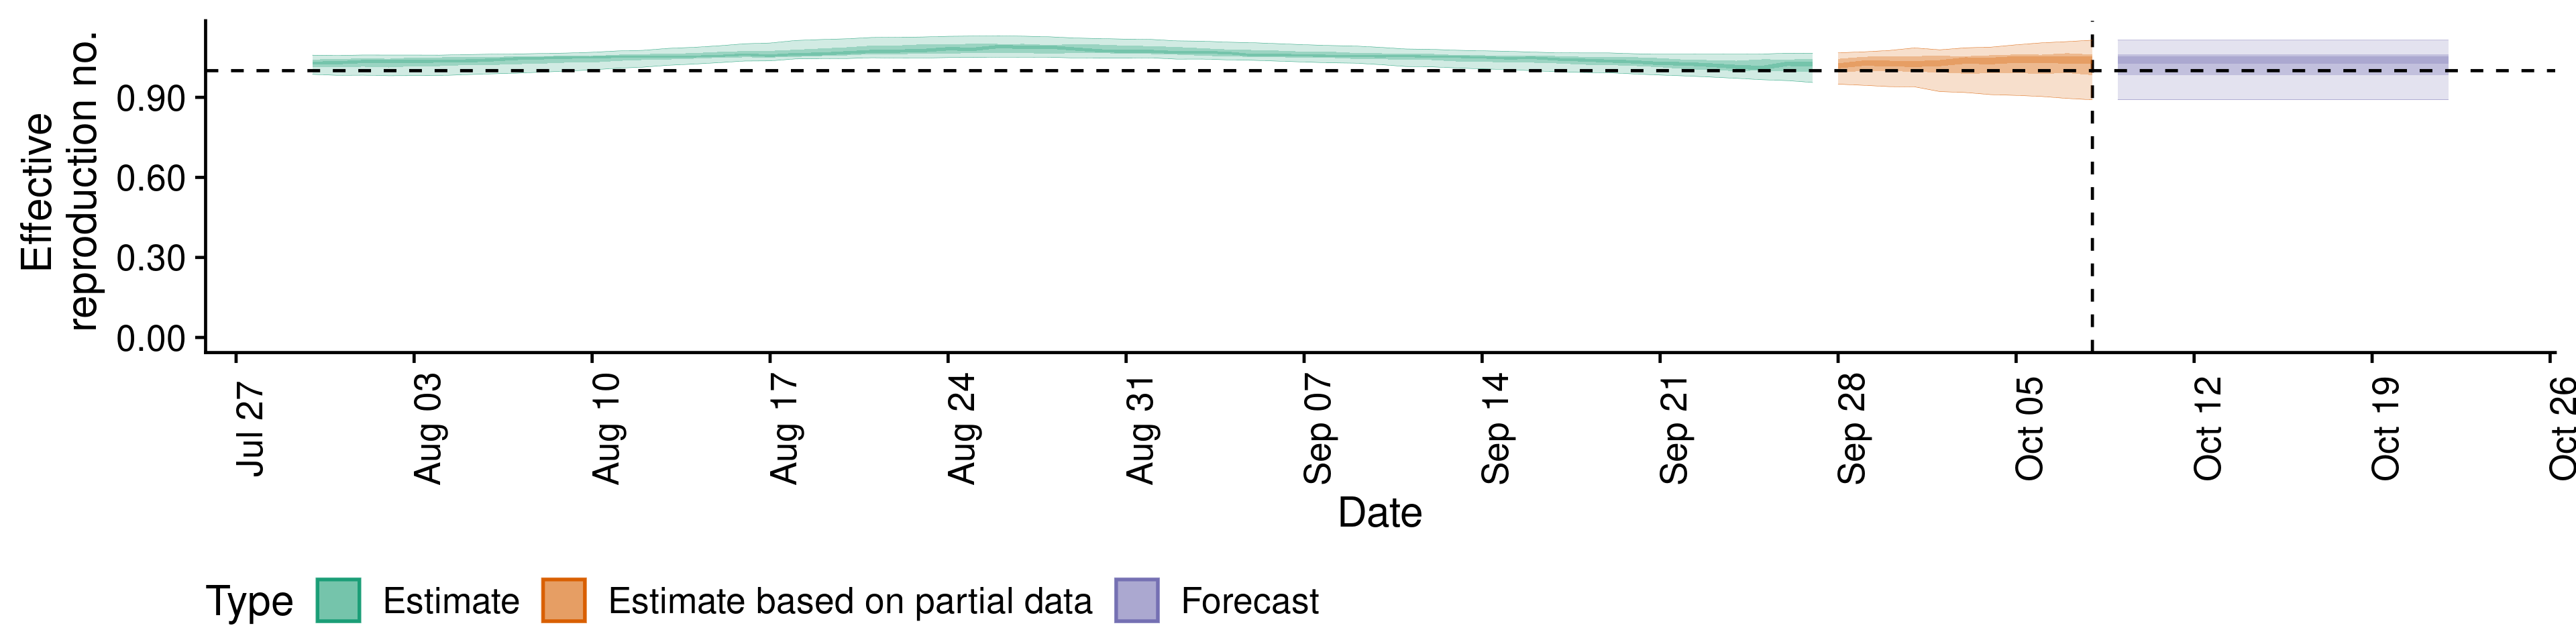 Effective
reproduction no.
0.90
0.60
0.30
0.00
Jul 27
Aug 03
Aug 10
Aug 17
Aug 24
Aug 31
Sep 07
Sep 14
Sep 21
Sep 28
Oct 05
Oct 12
Oct 19
Oct 26
Date
Type Estimate Estimate based on partial data Forecast